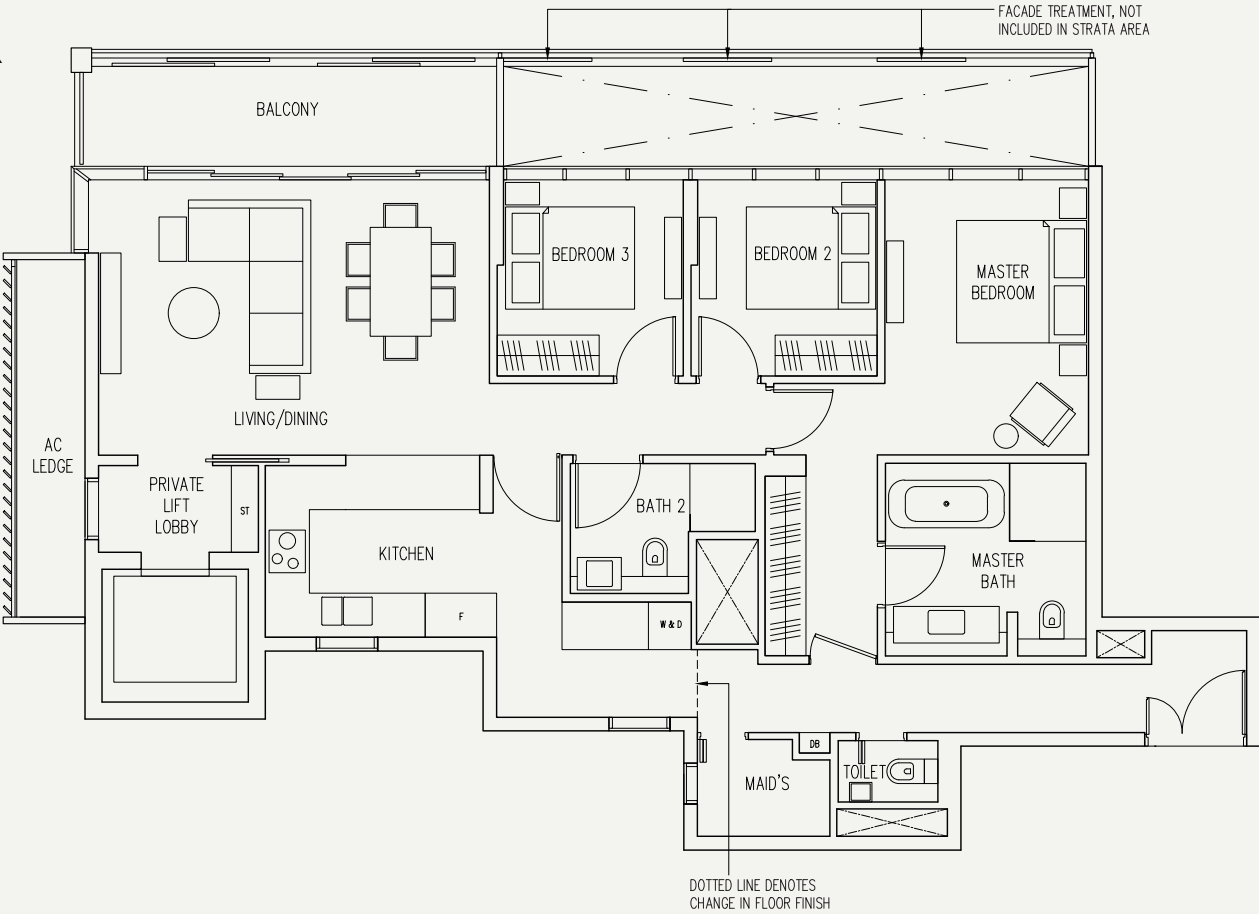 FACADE TREATMENT, NOT
INCLUDED IN STRATA AREA
BALCONY
BEDROOM 3
BEDROOM 2
MASTER
BEDROOM
LIVING/DINING
AC
LEDGE
PRIVATE
LIFT
LOBBY
ST
KITCHEN
BATH 2
MASTER
BATH
F
W & D
DB
TOILET
MAID'S
DOTTED LINE DENOTES
CHANGE IN FLOOR FINISH